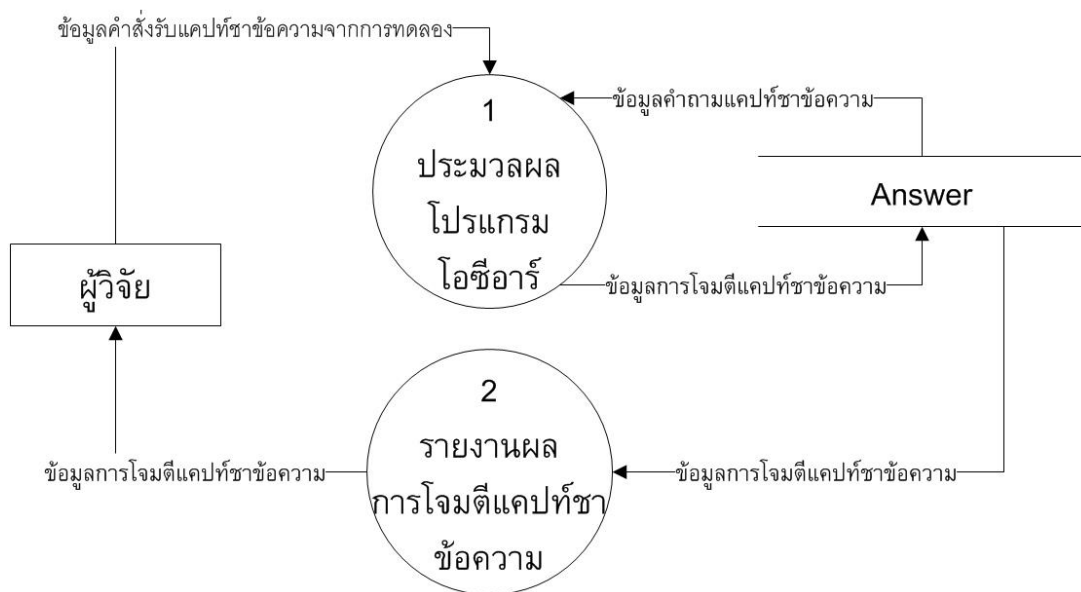 ข้อมูลคำสั่งรับแคปท์ชาข้อความจากการทดลอง
1
ประมวลผล
โปรแกรม
โอซีอาร์
ข้อมูลคำถามแคปท์ชาข้อความ
Answer
ผู้วิจัย
ข้อมูลการโจมตีแคปท์ชาข้อความ
2
รายงานผล
การโจมตีแคปท์ชา
ข้อความ
ข้อมูลการโจมตีแคปท์ชาข้อความ
ข้อมูลการโจมตีแคปท์ชาข้อความ